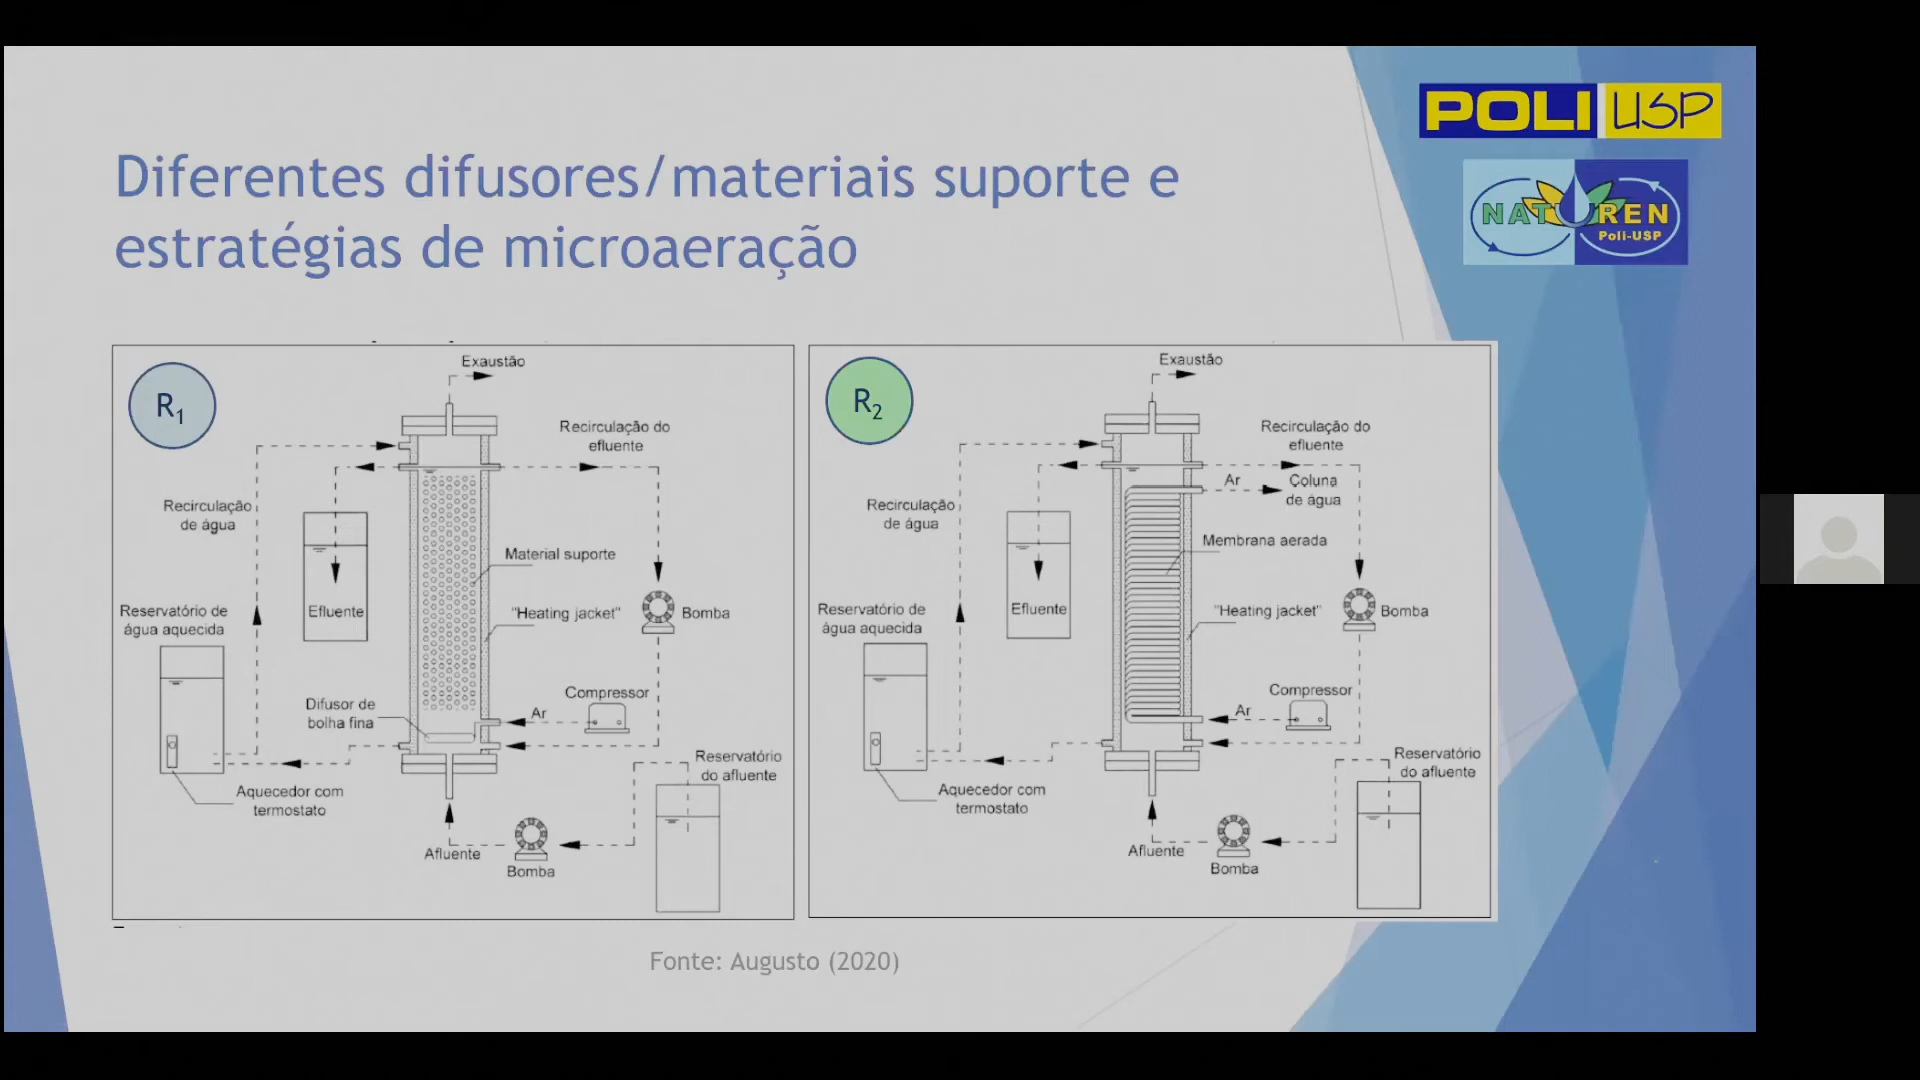 POLI USP
NATUREN
Poli-USP
Diferentes difusores/materiais suporte e
estratégias de microaeração
R1
Exaustão
Recirculação do
efluente
Recirculação
de água
Material suporte
Efluente
"Heating jacket"
Bomba
Reservatório de
água aquecida
Compressor
Difusor de
bolha fina
Ar
Reservatório
do afluente
Aquecedor com
termostato
Afluente
Bomba
R2
Exaustão
Recirculação do
efluente
Ar
Coluna
de água
Recirculação
de água
Membrana aerada
Efluente
"Heating jacket"
Bomba
Reservatório de
água aquecida
Compressor
Ar
Reservatório
do afluente
Aquecedor com
termostato
Afluente
Bomba
Fonte: Augusto (2020)